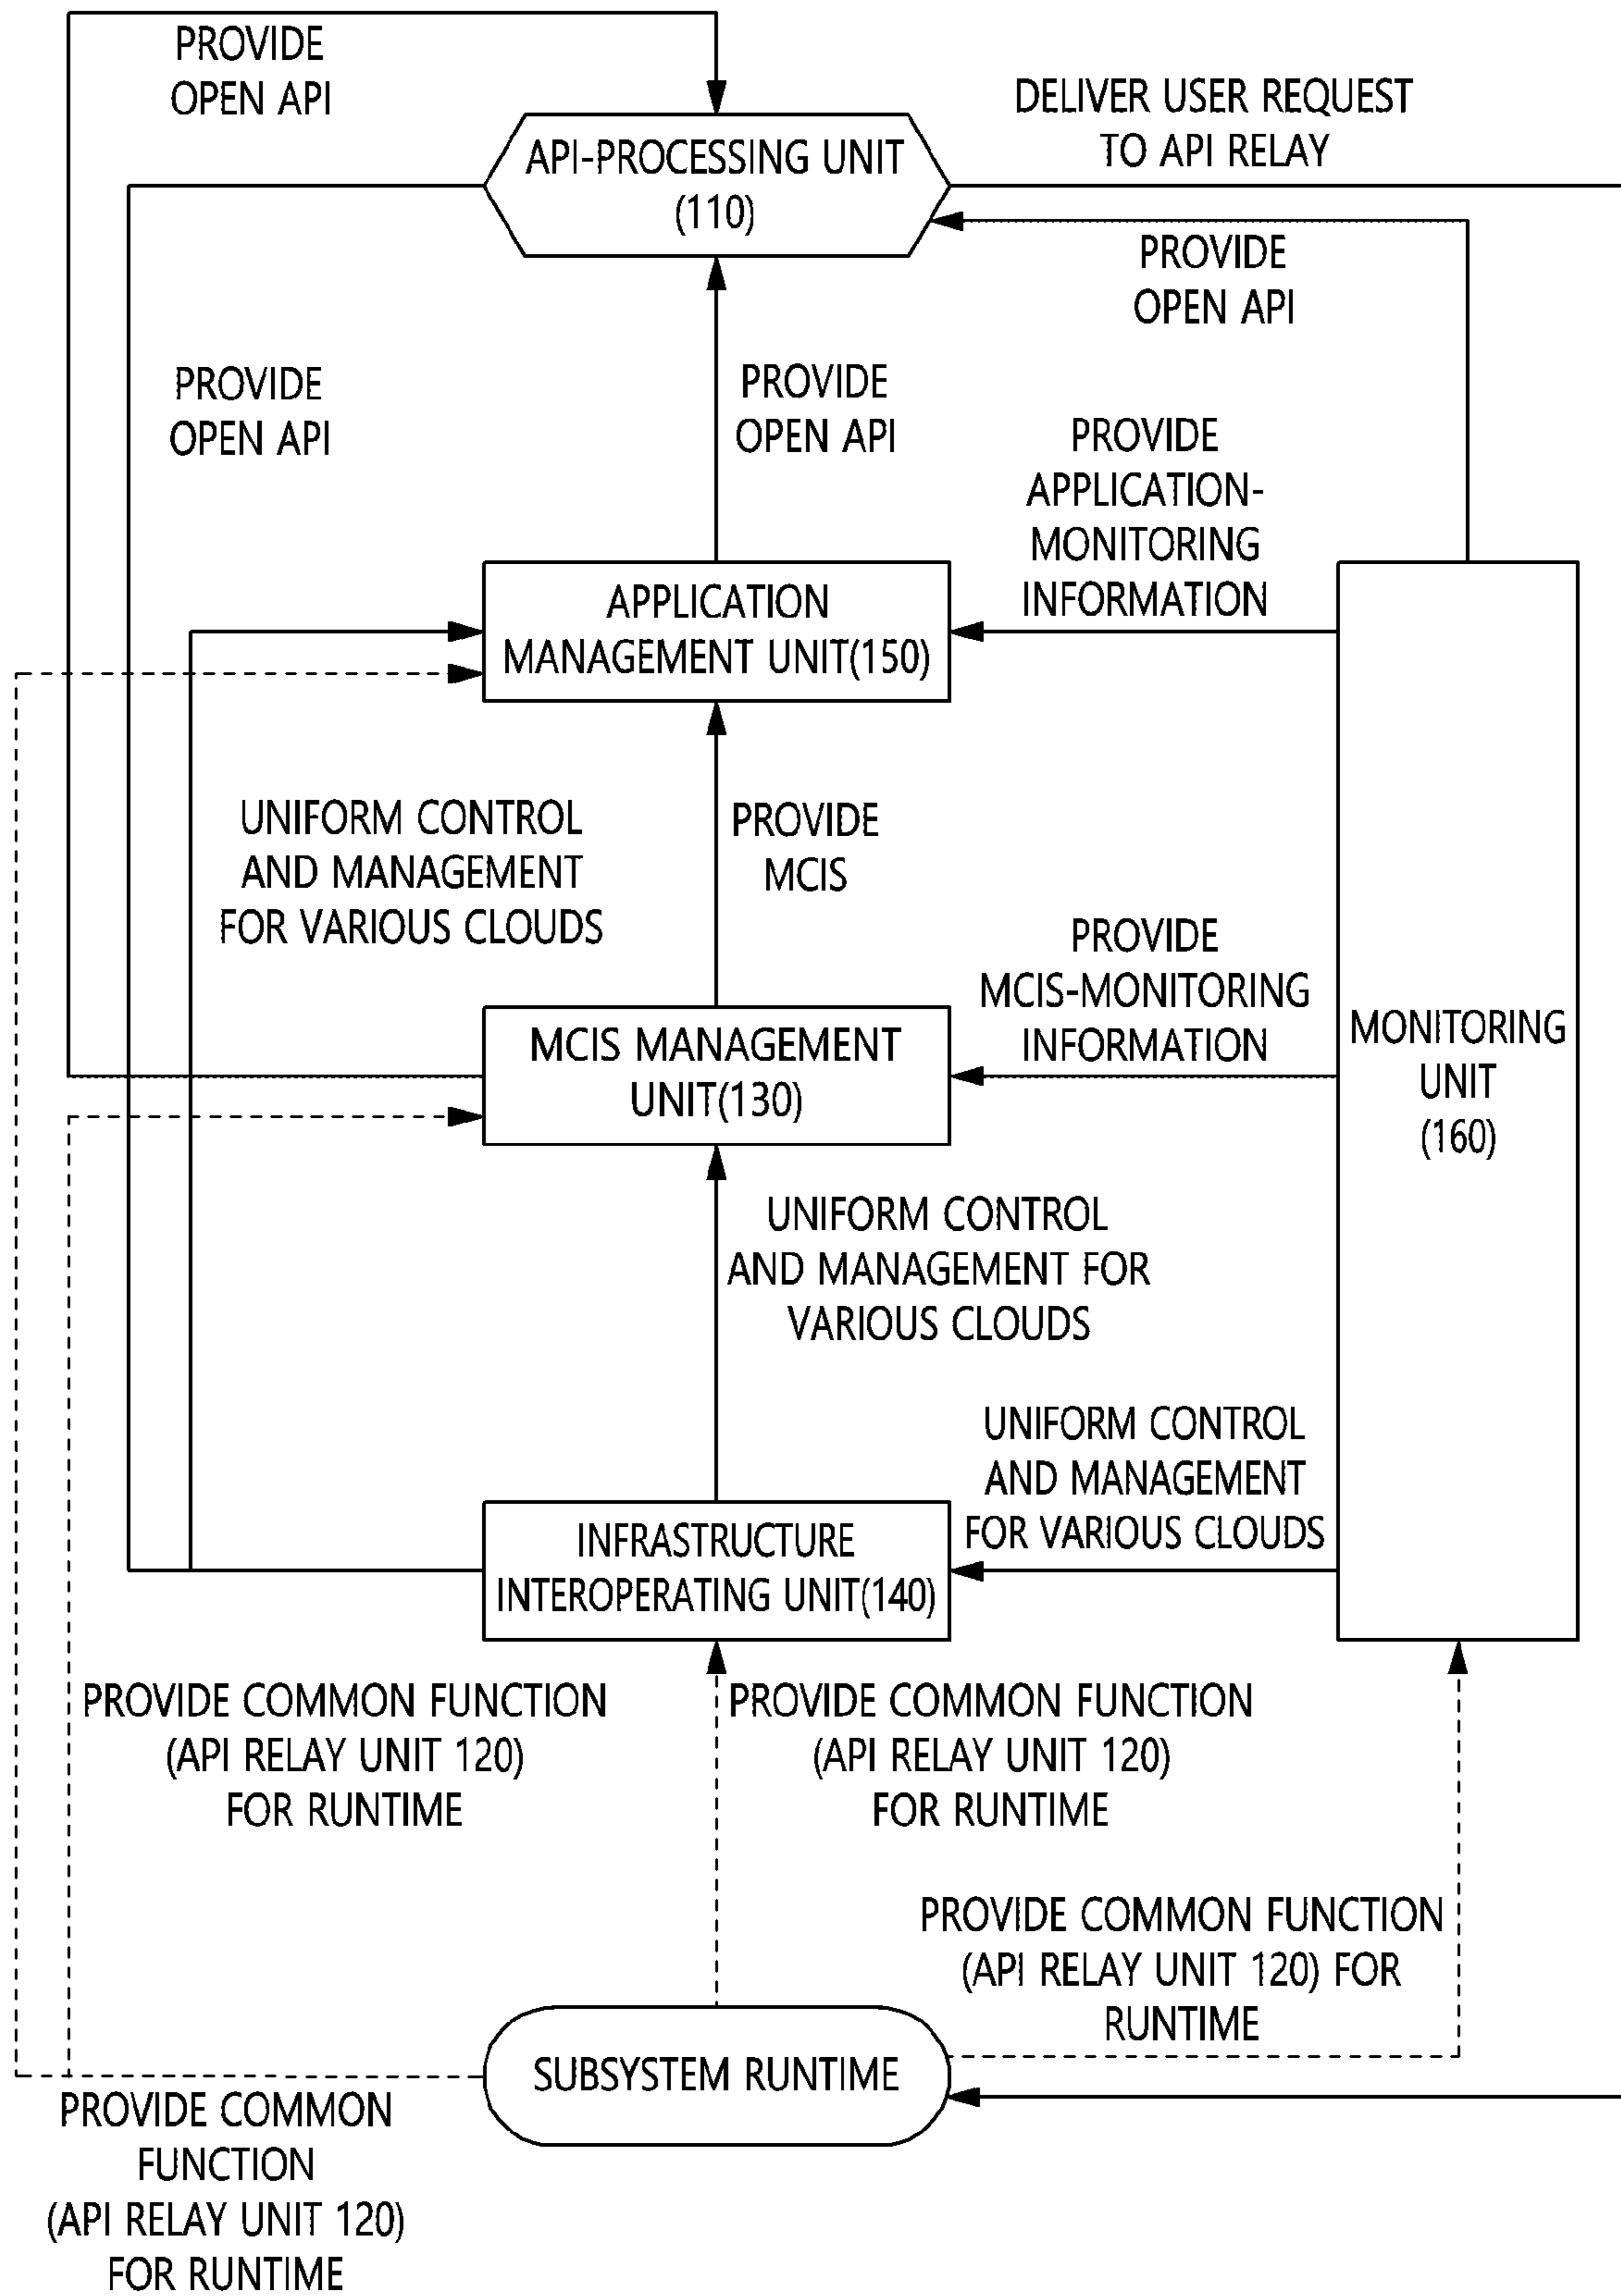 PROVIDE
OPEN API
DELIVER USER REQUEST
TO API RELAY
API-PROCESSING UNIT
(110)
PROVIDE
OPEN API
PROVIDE
OPEN API
PROVIDE
OPEN API
PROVIDE
APPLICATION-
MONITORING
INFORMATION
APPLICATION
MANAGEMENT UNIT(150)
UNIFORM CONTROL
AND MANAGEMENT
FOR VARIOUS CLOUDS
PROVIDE
MCIS
PROVIDE
MCIS-MONITORING
INFORMATION
MCIS MANAGEMENT
UNIT(130)
MONITORING
UNIT
(160)
UNIFORM CONTROL
AND MANAGEMENT FOR
VARIOUS CLOUDS
UNIFORM CONTROL
AND MANAGEMENT
FOR VARIOUS CLOUDS
INFRASTRUCTURE
INTEROPERATING UNIT(140)
PROVIDE COMMON FUNCTION
(API RELAY UNIT 120)
FOR RUNTIME
PROVIDE COMMON FUNCTION
(API RELAY UNIT 120)
FOR RUNTIME
PROVIDE COMMON FUNCTION
(API RELAY UNIT 120) FOR
RUNTIME
SUBSYSTEM RUNTIME
PROVIDE COMMON
FUNCTION
(API RELAY UNIT 120)
FOR RUNTIME